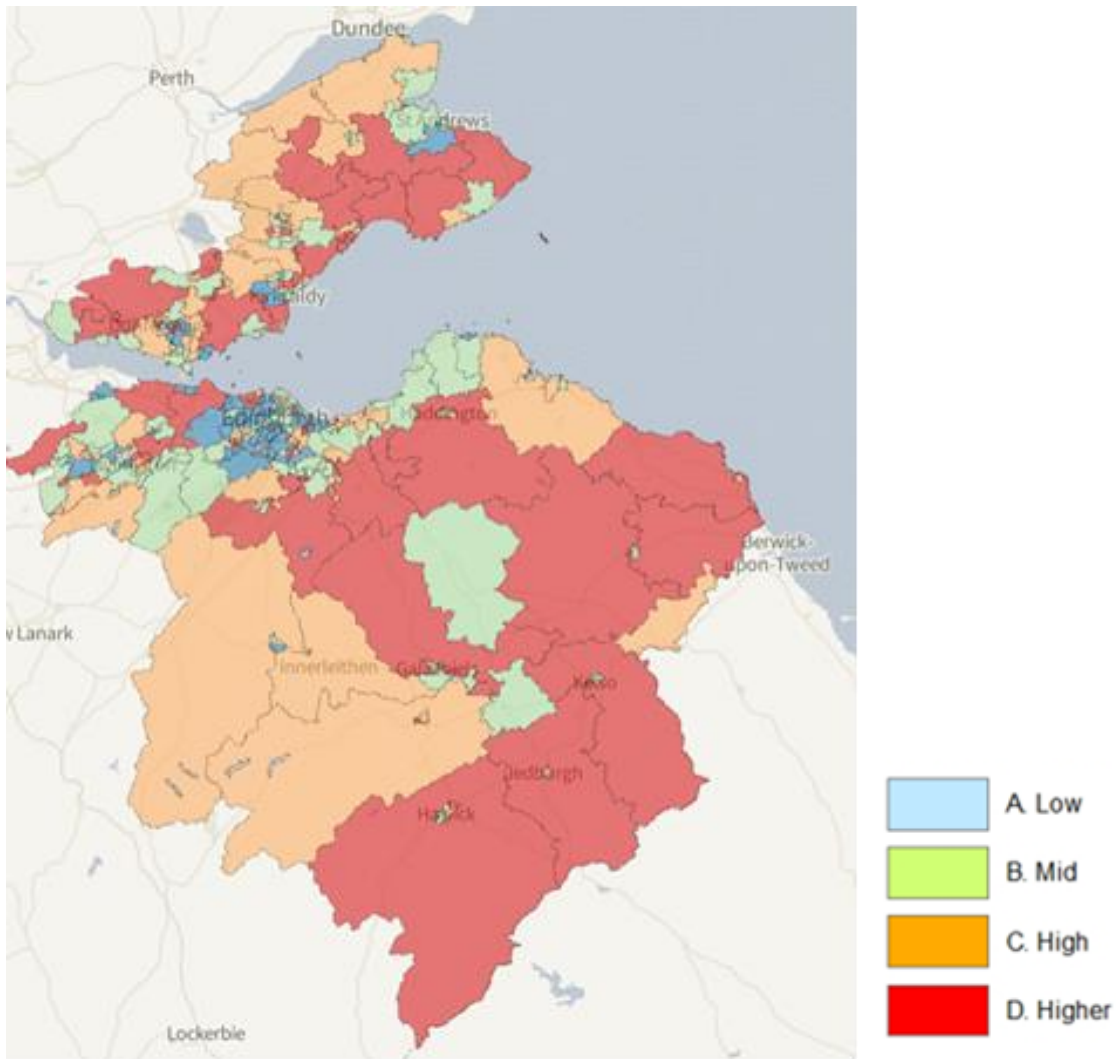 Dundee
Perth
St Andrews
Edinburgh
Haddington
Berwick-
upon-Tweed
w Lanark
Innerleithen
Galashiels
Kelso
Jedburgh
Hawick
Lockerbie
A. Low
B. Mid
C. High
D. Higher